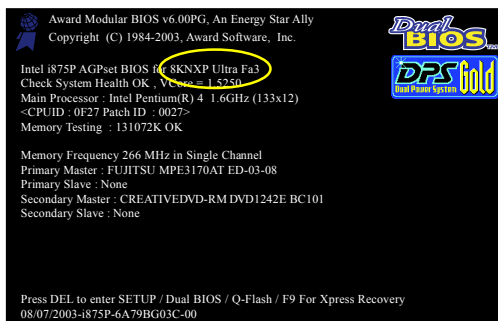 Award Modular BIOS v6.00PG, An Energy Star Ally
Copyright (C) 1984-2003, Award Software, Inc.
Dual
BIOS
TM
DPS Gold
Dual Power System
Intel i875P AGPset BIOS for 8KNXP Ultra Fa3
Check System Health OK , VCore = 1.5250
Main Processor : Intel Pentium(R) 4 1.6GHz (133x12)
<CPUID : 0F27 Patch ID : 0027>
Memory Testing : 131072K OK
Memory Frequency 266 MHz in Single Channel
Primary Master : FUJITSU MPE3170AT ED-03-08
Primary Slave : None
Secondary Master : CREATIVEDVD-RM DVD1242E BC101
Secondary Slave : None
Press DEL to enter SETUP / Dual BIOS / Q-Flash / F9 For Xpress Recovery
08/07/2003-i875P-6A79BG03C-00